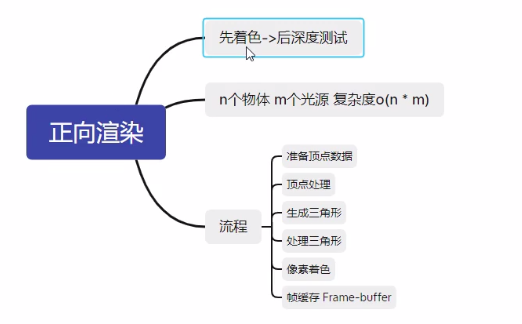 先着色->后深度测试
n个物体 m个光源 复杂度o(n * m)
正向渲染
流程
准备顶点数据
顶点处理
生成三角形
处理三角形
像素着色
帧缓存 Frame-buffer